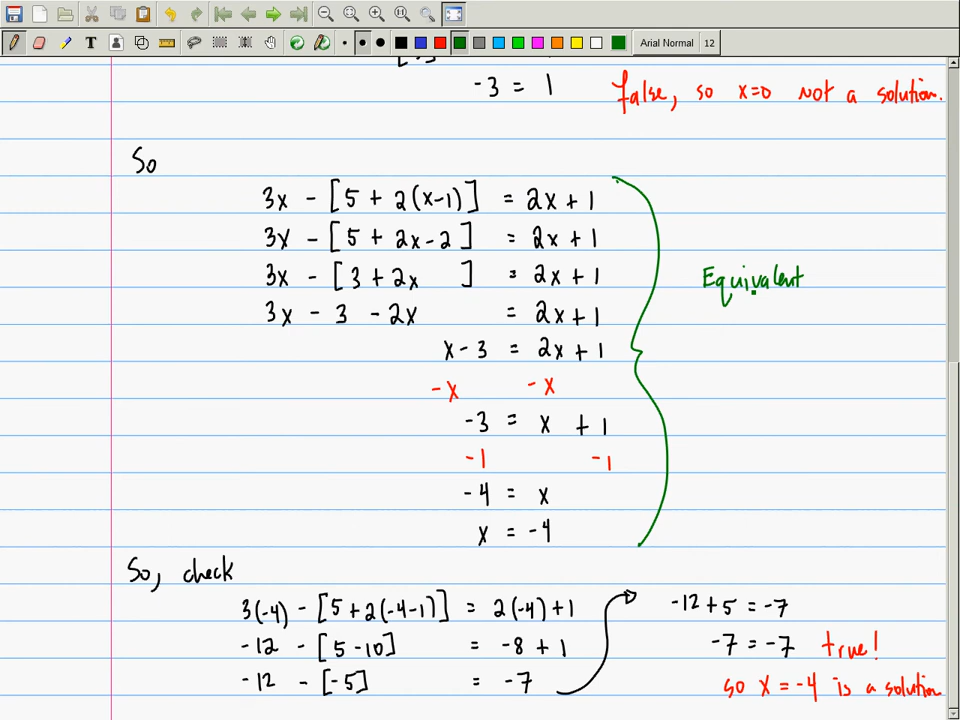 Arial Normal 12
-3 = 1 false, so x=0 not a solution.
So
3x - [5 + 2(x-1)] = 2x + 1
3x - [5 + 2x - 2] = 2x + 1
3x - [3 + 2x ] = 2x + 1
Equivalent
3x - 3 - 2x = 2x + 1
x - 3 = 2x + 1
-x -x
-3 = x + 1
-1 -1
-4 = x
x = -4
So, check
3(-4) - [5+2(-4-1)] = 2(-4)+1
-12 - [5-10] = -8 + 1
-12 - [-5] = -7
-12 + 5 = -7
-7 = -7 true!
so x = -4 is a solution